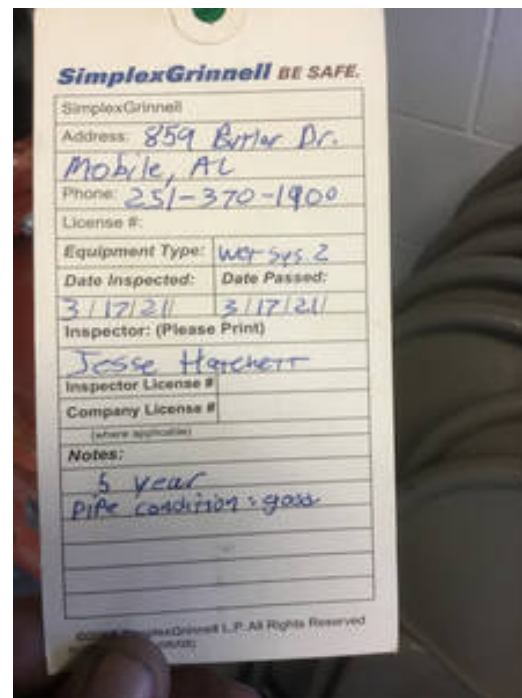 SimplexGrinnell BE SAFE.
SimplexGrinnell
Address: 859 Butler Dr.
Mobile, AL
Phone: 251-370-1900
License #:
Equipment Type: Wet Sys 2
Date Inspected: Date Passed:
3/17/21 3/17/21
Inspector: (Please Print)
Jesse Hatchett
Inspector License #
Company License #
(where applicable)
Notes:
5 year
Pipe condition: good
SimplexGrinnell L.P. All Rights Reserved